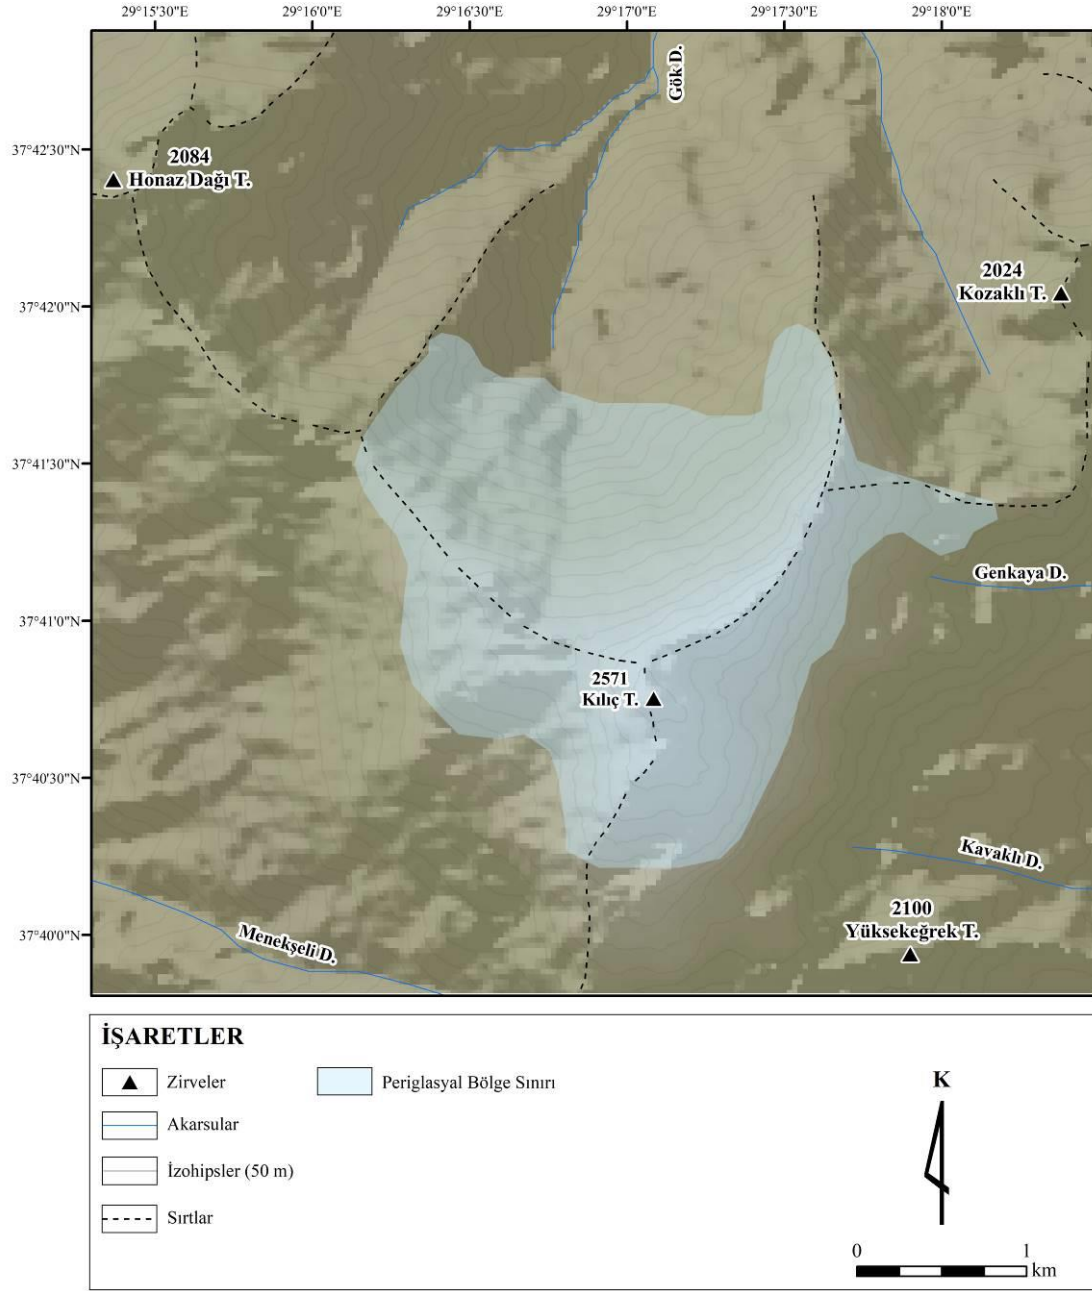 29°15'30"E 29°16'0"E 29°16'30"E 29°17'0"E 29°17'30"E 29°18'0"E
Gök D.
37°42'30"N
2084
Honaz Dağı T.
2024
Kozaklı T.
37°42'0"N
37°41'30"N
Genkaya D.
37°41'0"N
2571
Kılıç T.
37°40'30"N
Kavaklı D.
2100
Yüksekeğrek T.
37°40'0"N
Menekşeli D.
İŞARETLER
Zirveler
Periglasyal Bölge Sınırı
Akarsular
İzohipsler (50 m)
Sırtlar
K
0 1
km